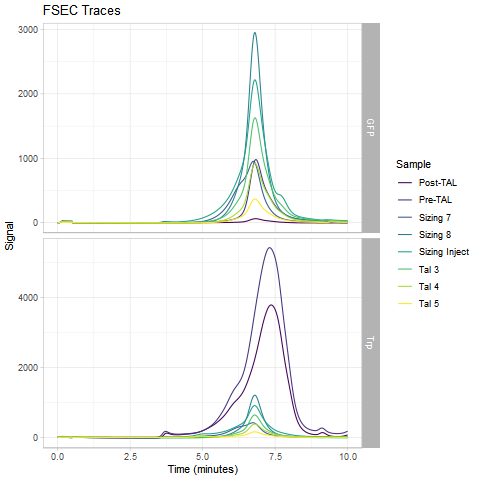 FSEC Traces
3000
2000
1000
0
GFP
4000
2000
0
Trp
0.0 2.5 5.0 7.5 10.0
Time (minutes)
Signal
Sample
Post-TAL
Pre-TAL
Sizing 7
Sizing 8
Sizing Inject
Tal 3
Tal 4
Tal 5